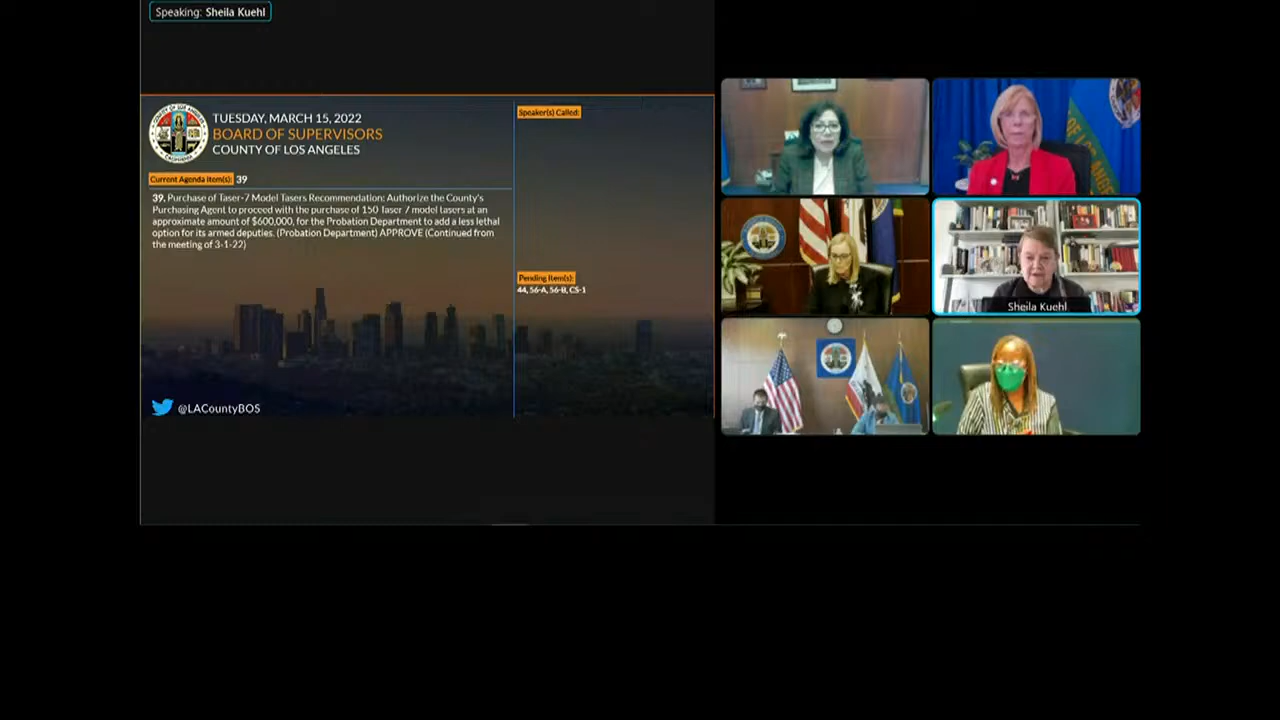 Speaking: Sheila Kuehl
TUESDAY, MARCH 15, 2022
BOARD OF SUPERVISORS
COUNTY OF LOS ANGELES
Current Agenda Item(s): 39
39. Purchase of Taser-7 Model Tasers Recommendation: Authorize the County's
Purchasing Agent to proceed with the purchase of 150 Taser 7 model tasers at an
approximate amount of $600,000, for the Probation Department to add a less lethal
option for its armed deputies. (Probation Department) APPROVE (Continued from
the meeting of 3-1-22)
@LACountyBOS
Speaker(s) Called:
Pending Item(s):
44, 56-A, 56-B, CS-1
Sheila Kuehl